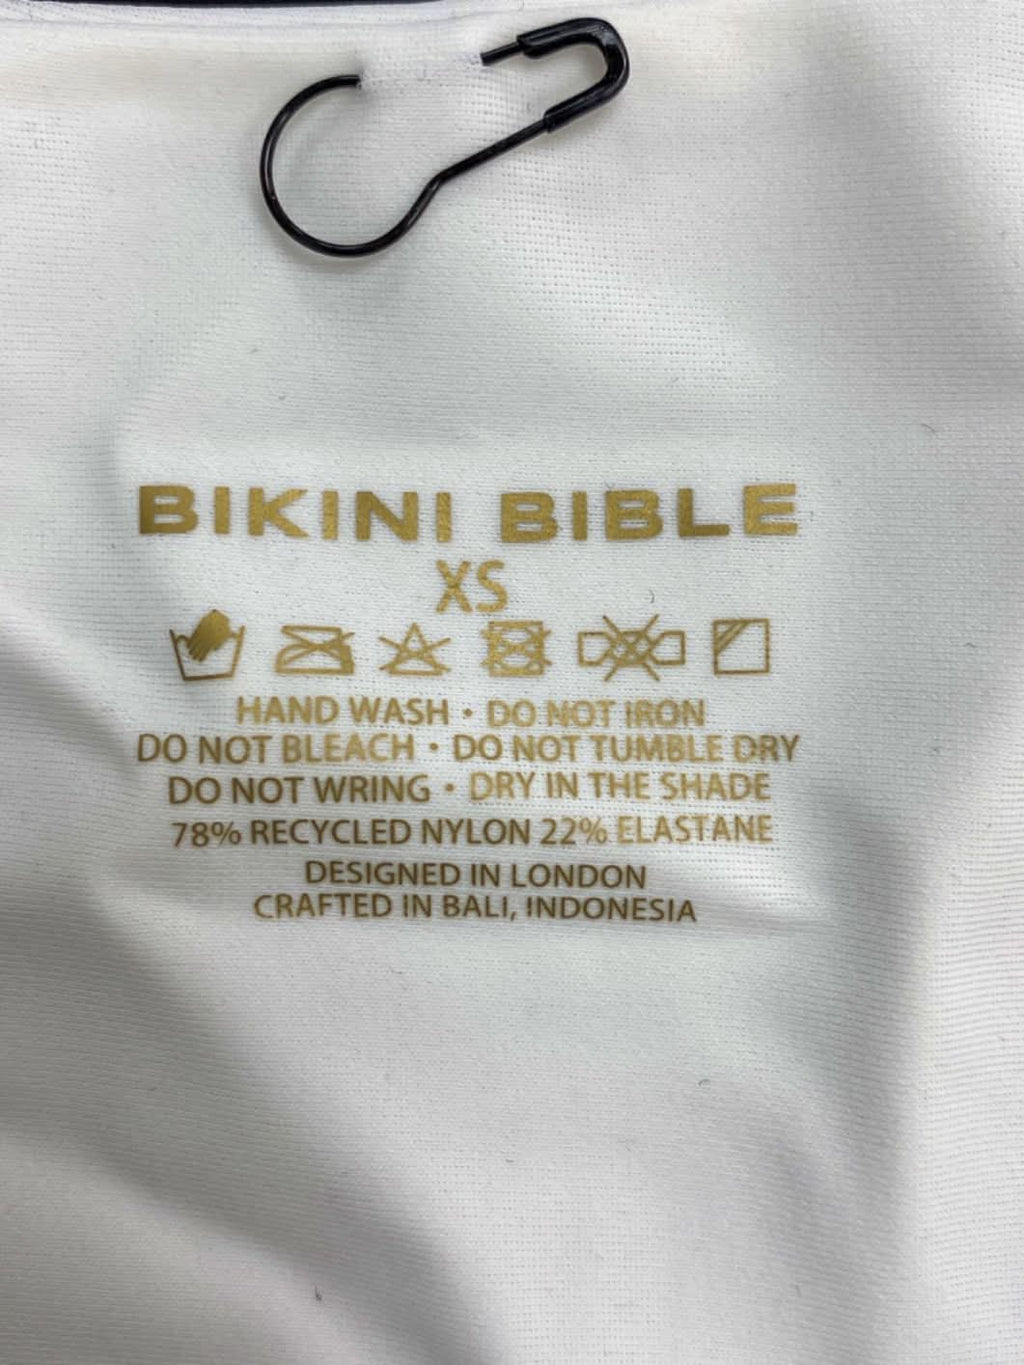 BIKINI BIBLE
XS
HAND WASH • DO NOT IRON
DO NOT BLEACH • DO NOT TUMBLE DRY
DO NOT WRING • DRY IN THE SHADE
78% RECYCLED NYLON 22% ELASTANE
DESIGNED IN LONDON
CRAFTED IN BALI, INDONESIA